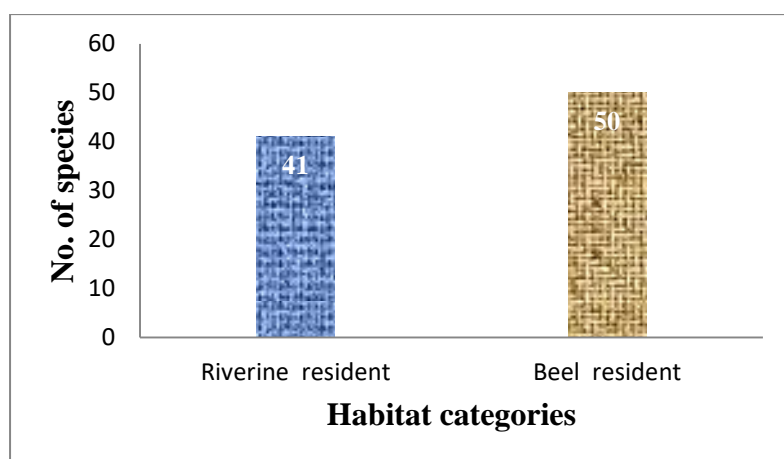 60
50
40
30
20
10
0
No. of species
41
50
Riverine resident
Beel resident
Habitat categories